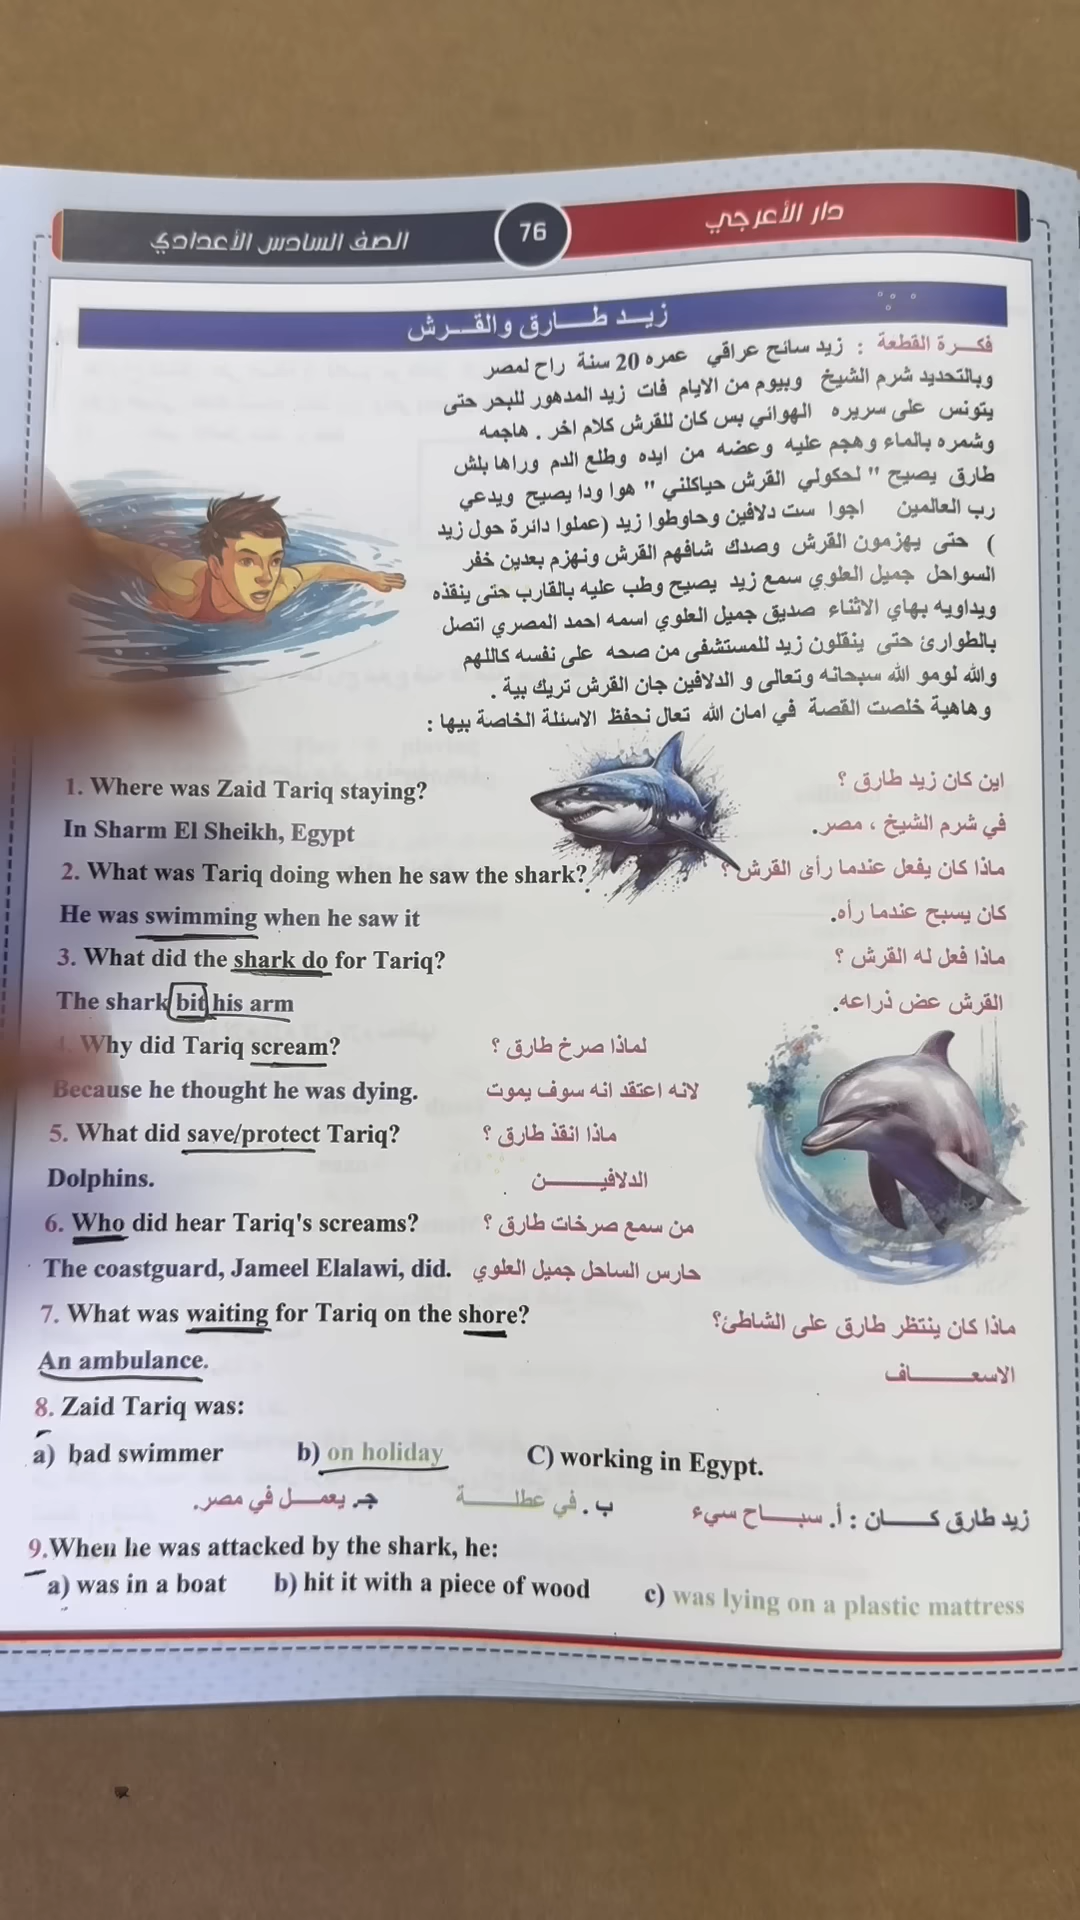 دار الأعرجي
76
الصف السادس الأعدادي
زيد طارق والقرش
فكرة القطعة : زيد سائح عراقي عمره 20 سنة راح لمصر
وبالتحديد شرم الشيخ وبيوم من الايام فات زيد المدهور للبحر حتى
يتونس على سريره الهوائي بس كان للقرش كلام اخر . هاجمه
وشمره بالماء وهجم عليه وعضه من ايده وطلع الدم وراها بلش
طارق يصيح " لحكولي القرش حياكلني " هوا ودا يصيح ويدعي
رب العالمين اجوا ست دلافين وحاوطوا زيد (عملوا دائرة حول زيد
) حتى يهزمون القرش وصدك شافهم القرش ونهزم بعدين خفر
السواحل جميل العلوي سمع زيد يصيح وطب عليه بالقارب حتى ينقذه
ويداويه بهاي الاثناء صديق جميل العلوي اسمه احمد المصري اتصل
بالطوارئ حتى ينقلون زيد للمستشفى من صحه على نفسه كاللهم
والله لومو الله سبحانه وتعالى و الدلافين جان القرش تريك بية .
وهاهية خلصت القصة في امان الله تعال نحفظ الاسئلة الخاصة بيها :
1. Where was Zaid Tariq staying? اين كان زيد طارق ؟
In Sharm El Sheikh, Egypt في شرم الشيخ ، مصر.
2. What was Tariq doing when he saw the shark? ماذا كان يفعل عندما رأى القرش ؟
He was swimming when he saw it كان يسبح عندما رأه.
3. What did the shark do for Tariq? ماذا فعل له القرش ؟
The shark bit his arm القرش عض ذراعه.
4. Why did Tariq scream? لماذا صرخ طارق ؟
Because he thought he was dying. لانه اعتقد انه سوف يموت
5. What did save/protect Tariq? ماذا انقذ طارق ؟
Dolphins. الدلافيـــــن
6. Who did hear Tariq's screams? من سمع صرخات طارق ؟
The coastguard, Jameel Elalawi, did. حارس الساحل جميل العلوي
7. What was waiting for Tariq on the shore? ماذا كان ينتظر طارق على الشاطئ؟
An ambulance. الاسعـــــاف
8. Zaid Tariq was:
a) bad swimmer b) on holiday C) working in Egypt.
زيد طارق كـــان : أ. سبـــاح سيء ب. في عطلـــــة جـ. يعمـــل في مصر.
9.When he was attacked by the shark, he:
a) was in a boat b) hit it with a piece of wood c) was lying on a plastic mattress